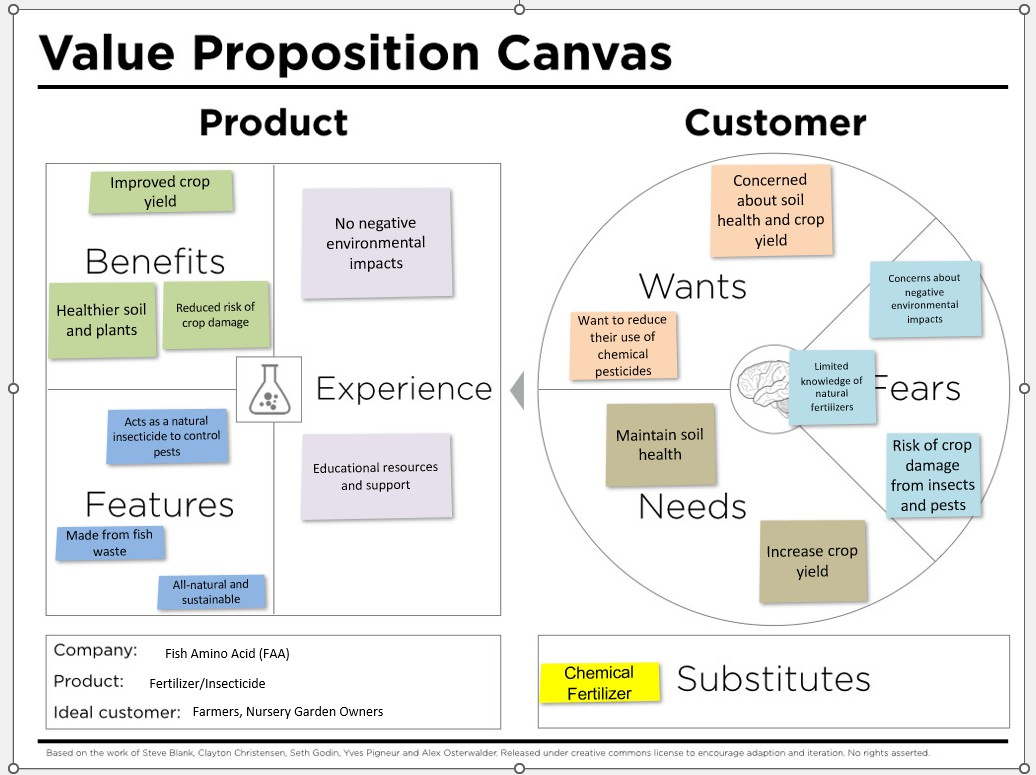 Value Proposition Canvas
Product
Improved crop
yield
Benefits
Healthier soil
and plants
Reduced risk of
crop damage
No negative
environmental
impacts
Experience
Acts as a natural
insecticide to control
pests
Features
Made from fish
waste
All-natural and
sustainable
Educational resources
and support
Customer
Concerned
about soil
health and crop
yield
Wants
Want to reduce
their use of
chemical
pesticides
Concerns about
negative
environmental
impacts
Limited
knowledge of
natural
fertilizers
Fears
Risk of crop
damage
from insects
and pests
Maintain soil
health
Needs
Increase crop
yield
Company: Fish Amino Acid (FAA)
Product: Fertilizer/Insecticide
Ideal customer: Farmers, Nursery Garden Owners
Chemical
Fertilizer
Substitutes
Based on the work of Steve Blank, Clayton Christensen, Seth Godin, Yves Pigneur and Alex Osterwalder. Released under creative commons license to encourage adaption and iteration. No rights asserted.